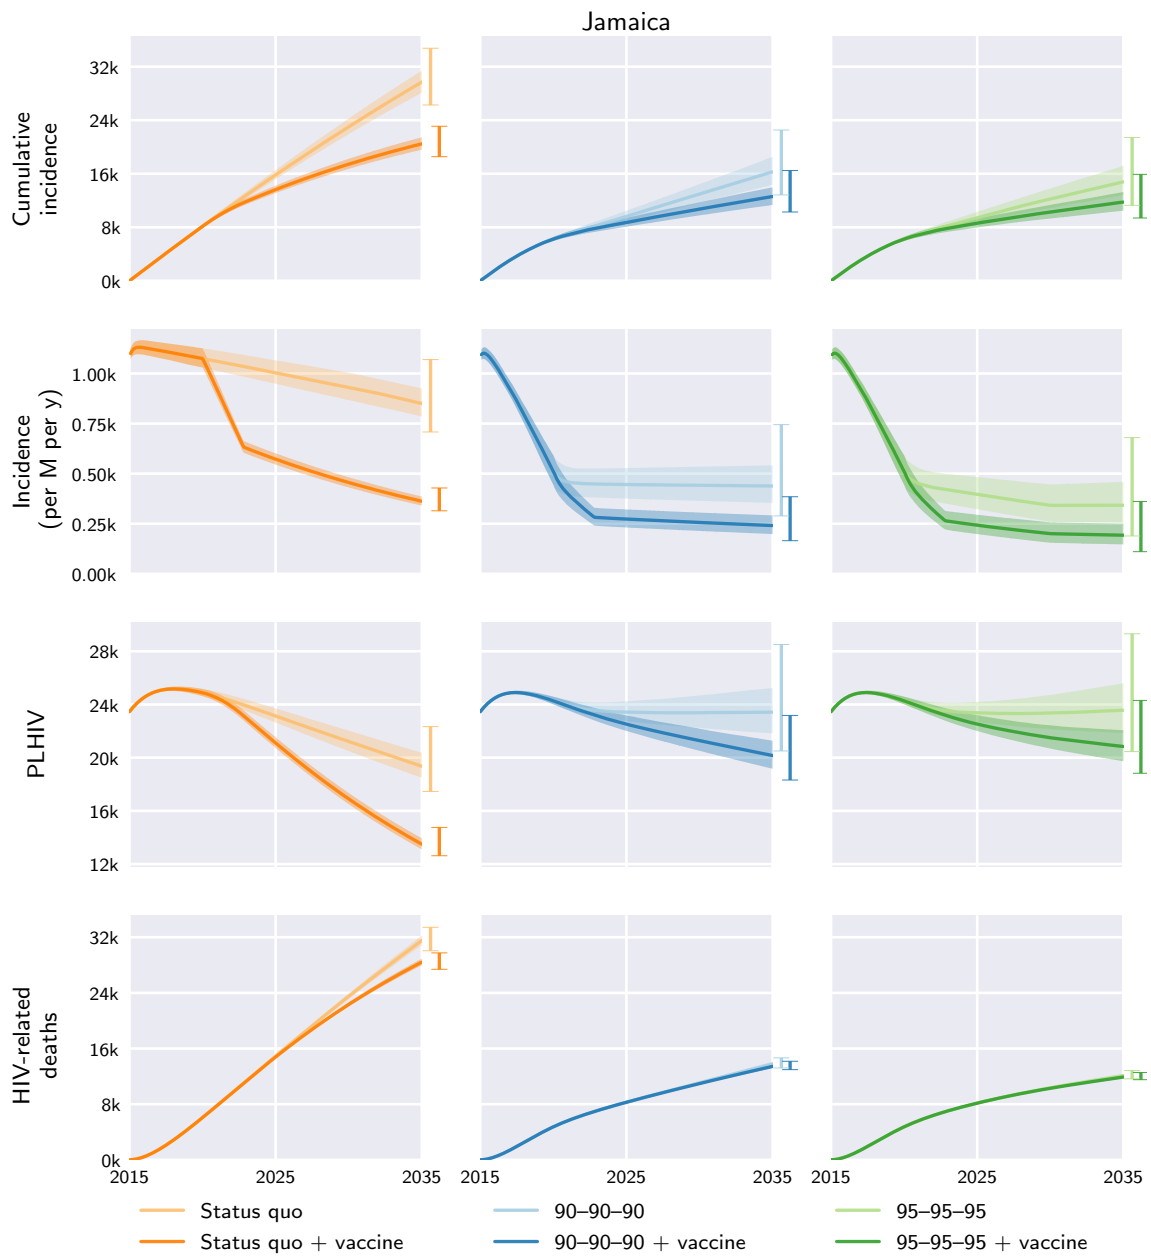 Jamaica
Cumulative
incidence
32k
24k
16k
8k
0k
Incidence
(per M per y)
1.00k
0.75k
0.50k
0.25k
0.00k
PLHIV
28k
24k
20k
16k
12k
HIV-related
deaths
32k
24k
16k
8k
0k
2015 2025 2035 2015 2025 2035 2015 2025 2035
Status quo 90–90–90 95–95–95
Status quo + vaccine 90–90–90 + vaccine 95–95–95 + vaccine